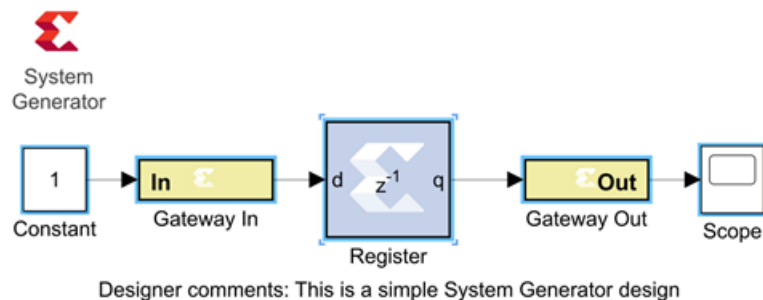 System
Generator
1
Constant
In
Gateway In
d
z-1
q
Register
Out
Gateway Out
Scope
Designer comments: This is a simple System Generator design